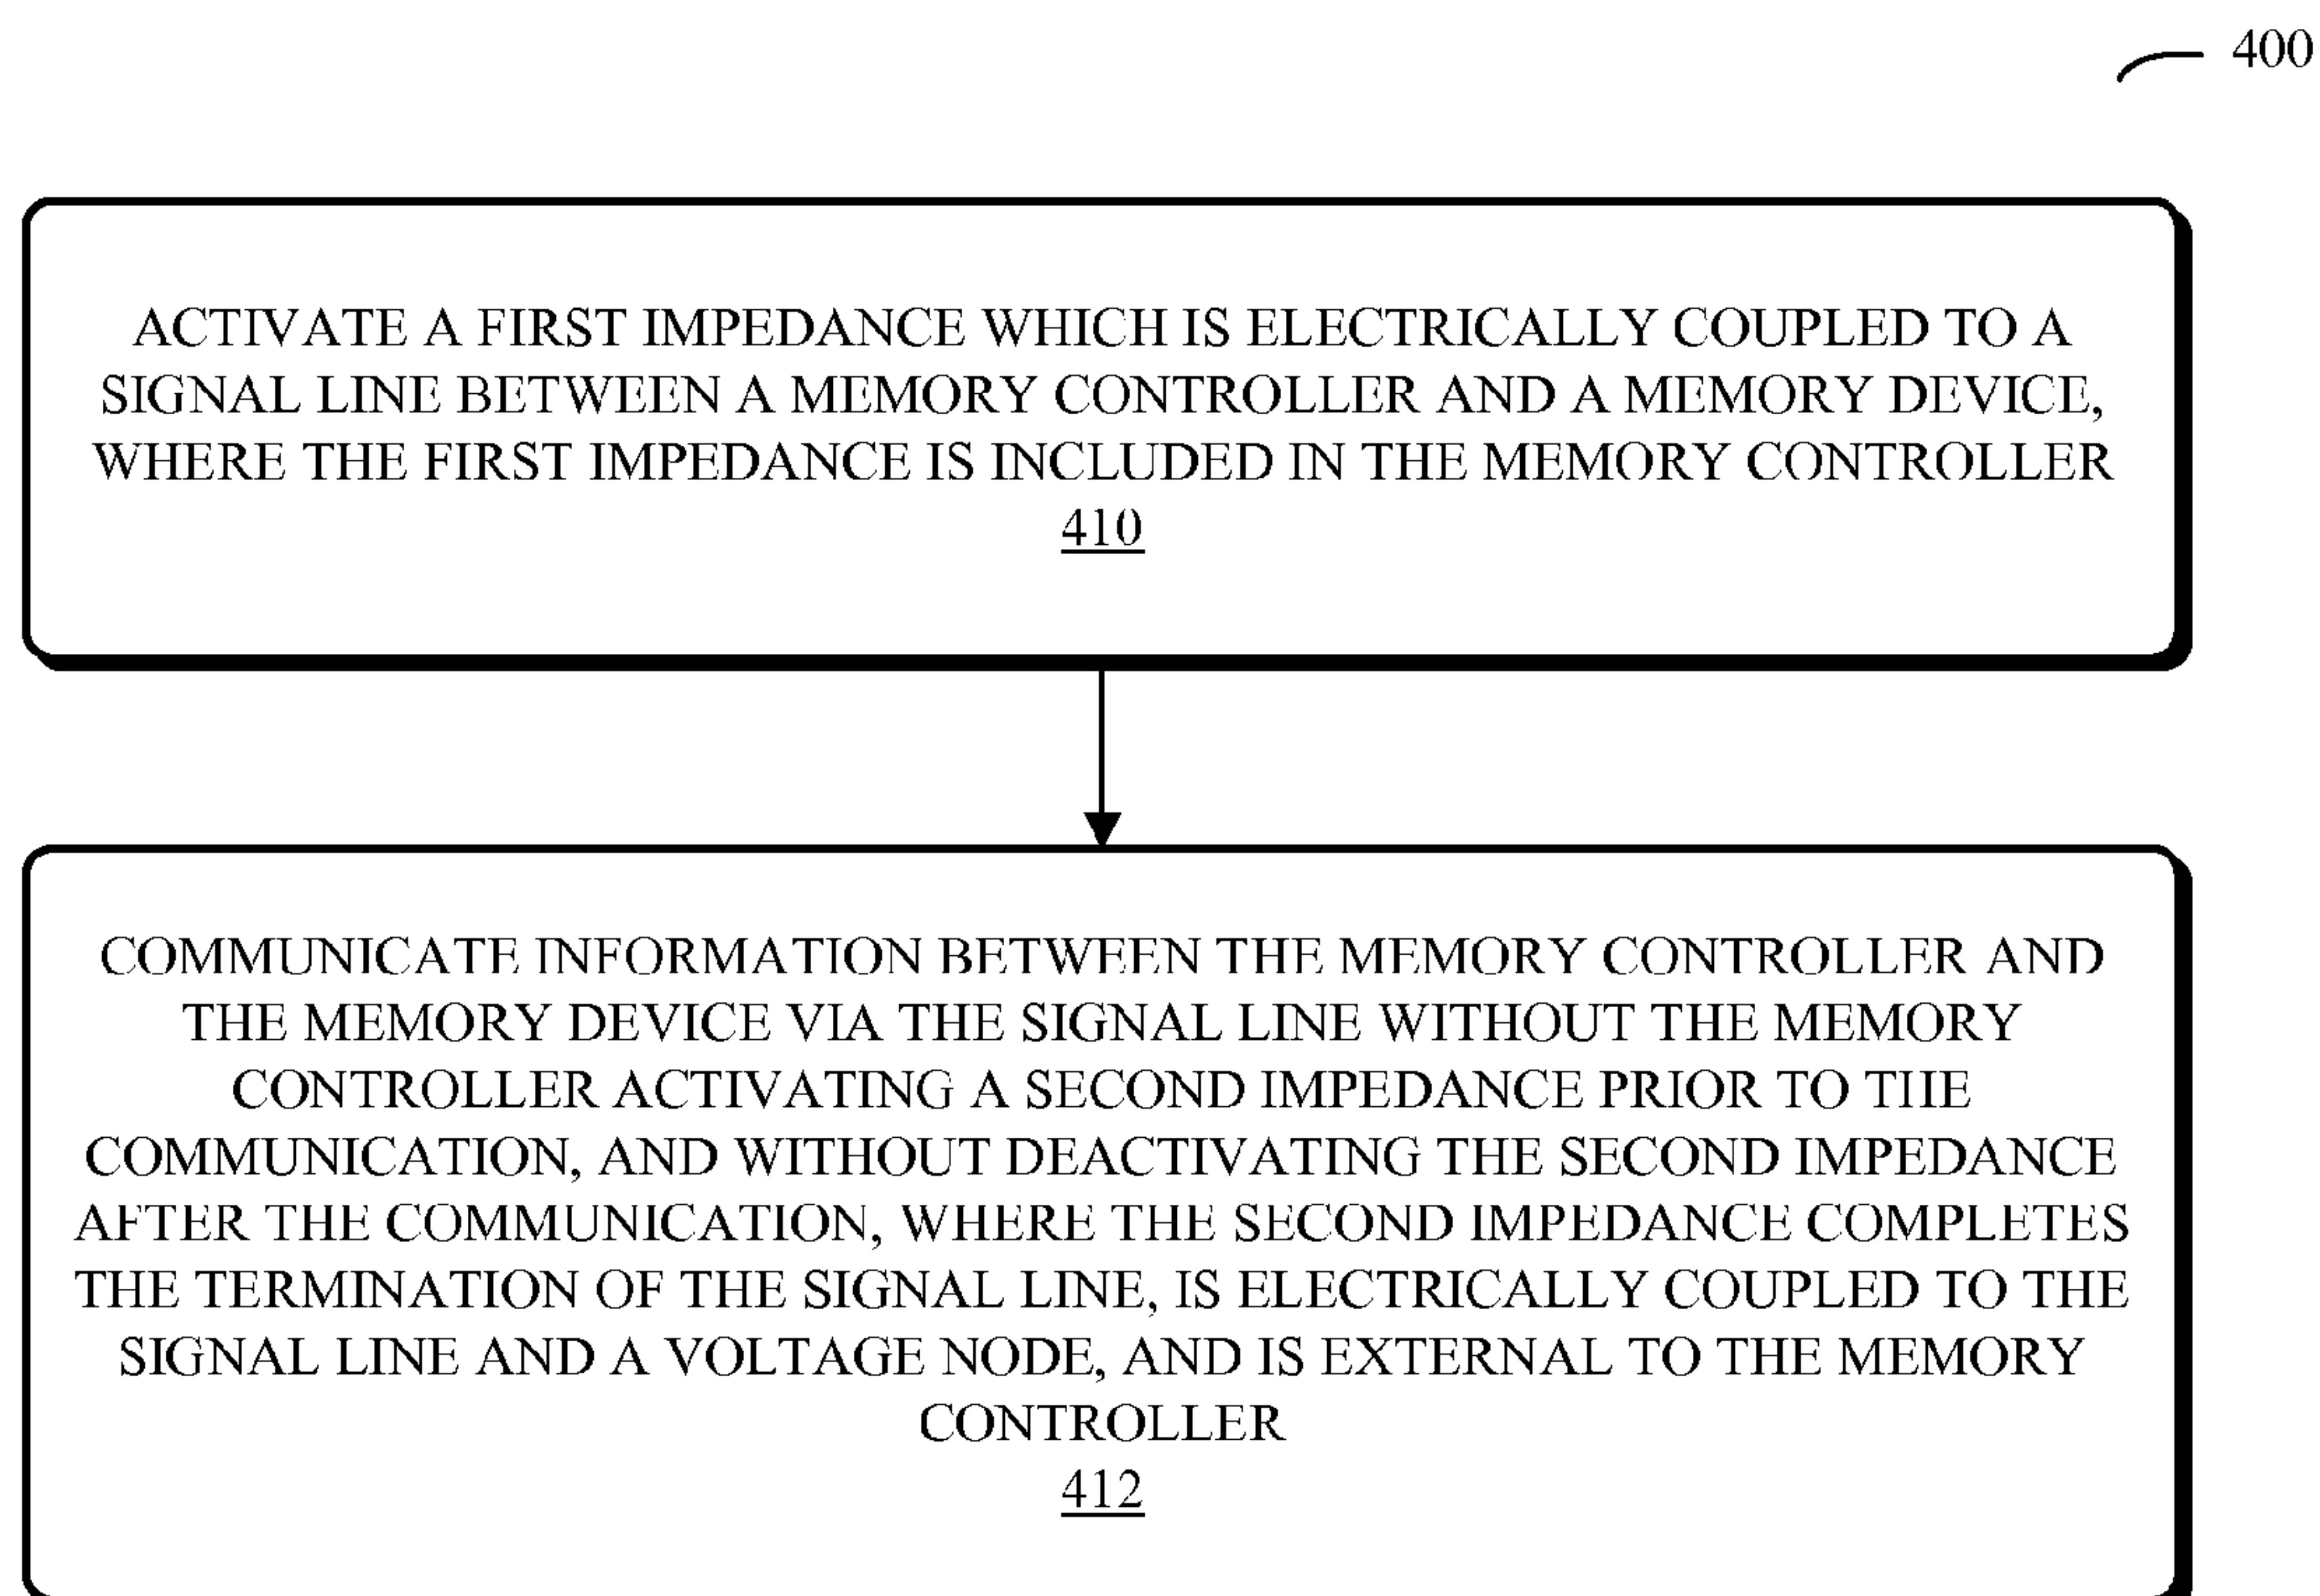 400
ACTIVATE A FIRST IMPEDANCE WHICH IS ELECTRICALLY COUPLED TO A
SIGNAL LINE BETWEEN A MEMORY CONTROLLER AND A MEMORY DEVICE,
WHERE THE FIRST IMPEDANCE IS INCLUDED IN THE MEMORY CONTROLLER
410
COMMUNICATE INFORMATION BETWEEN THE MEMORY CONTROLLER AND
THE MEMORY DEVICE VIA THE SIGNAL LINE WITHOUT THE MEMORY
CONTROLLER ACTIVATING A SECOND IMPEDANCE PRIOR TO THE
COMMUNICATION, AND WITHOUT DEACTIVATING THE SECOND IMPEDANCE
AFTER THE COMMUNICATION, WHERE THE SECOND IMPEDANCE COMPLETES
THE TERMINATION OF THE SIGNAL LINE, IS ELECTRICALLY COUPLED TO THE
SIGNAL LINE AND A VOLTAGE NODE, AND IS EXTERNAL TO THE MEMORY
CONTROLLER
412